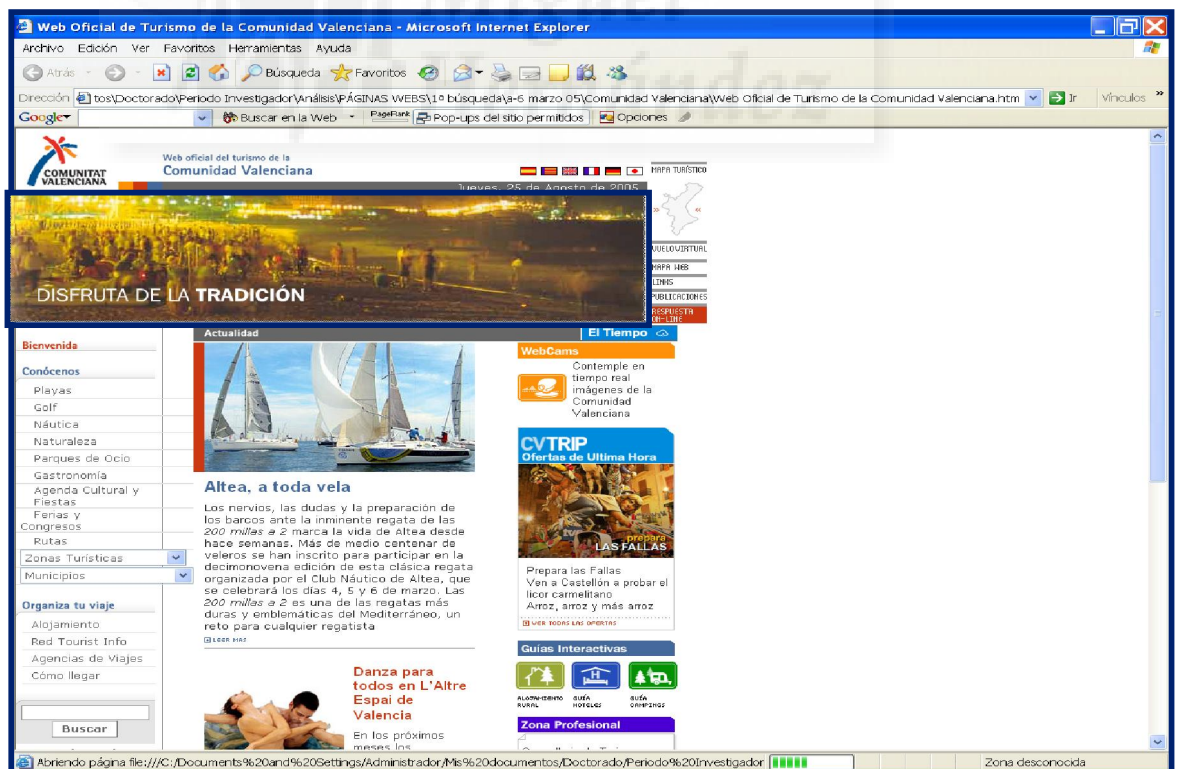 Web Oficial de Turismo de la Comunidad Valenciana - Microsoft Internet Explorer
Archivo Edición Ver Favoritos Herramientas Ayuda
Atrás Búsqueda Favoritos
Dirección tos\Doctorado\Periodo Investigador\Análisis\PÁGINAS WEBS\1ª búsqueda\a-6 marzo 05\Comunidad Valenciana\Web Oficial de Turismo de la Comunidad Valenciana.htm Ir Vínculos »
Google Buscar en la Web PageRank Pop-ups del sitio permitidos Opciones
COMUNITAT
VALENCIANA
Web oficial del turismo de la
Comunidad Valenciana
Jueves, 25 de Agosto de 2005
MAPA TURÍSTICO
» «
VUELO VIRTUAL
MAPA WEB
LINKS
PUBLICACIONES
RESPUESTA
ON-LINE
DISFRUTA DE LA TRADICIÓN
Actualidad
El Tiempo
Bienvenida
Conócenos
Playas
Golf
Náutica
Naturaleza
Parques de Ocio
Gastronomía
Agenda Cultural y
Fiestas
Ferias y
Congresos
Rutas
Zonas Turísticas
Municipios
Organiza tu viaje
Alojamiento
Red Tourist Info
Agencias de Viajes
Cómo llegar
Buscar
Altea, a toda vela
Los nervios, las dudas y la preparación de
los barcos ante la inminente regata de las
200 millas a 2 marca la vida de Altea desde
hace semanas. Más de medio centenar de
veleros se han inscrito para participar en la
decimonovena edición de esta clásica regata
organizada por el Club Náutico de Altea, que
se celebrará los días 4, 5 y 6 de marzo. Las
200 millas a 2 es una de las regatas más
duras y emblemáticas del Mediterráneo, un
reto para cualquier regatista
LEER MÁS
Danza para
todos en L'Altre
Espai de
Valencia
En los próximos
meses los
WebCams
Contemple en
tiempo real
imágenes de la
Comunidad
Valenciana
CVTRIP
Ofertas de Ultima Hora
prepara
LAS FALLAS
Prepara las Fallas
Ven a Castellón a probar el
licor carmelitano
Arroz, arroz y más arroz
VER TODAS LAS OFERTAS
Guías Interactivas
ALOJAMIENTO
RURAL
GUÍA
HOTELES
GUÍA
CAMPINGS
Zona Profesional
Abriendo página file:///C:/Documents%20and%20Settings/Administrador/Mis%20documentos/Doctorado/Periodo%20Investigador
Zona desconocida